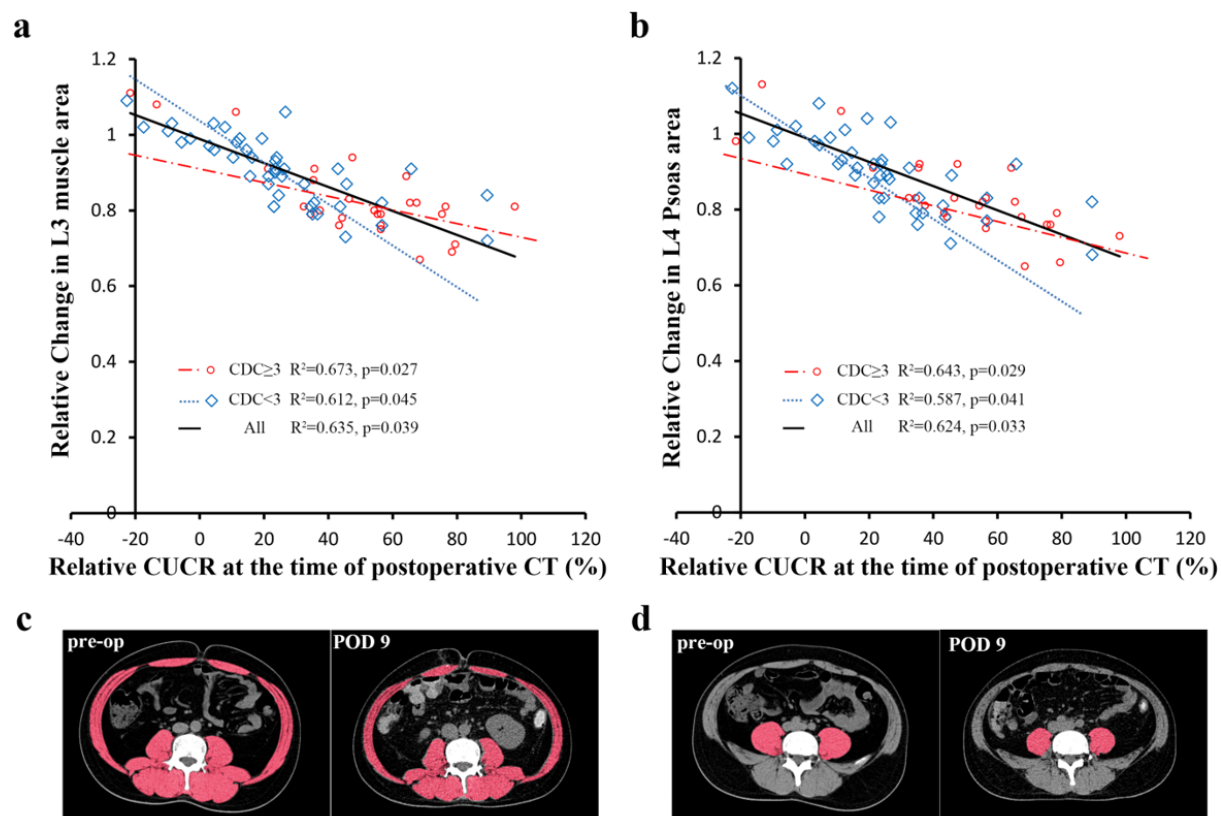 a
Relative Change in L3 muscle area
1.2
1
0.8
0.6
0.4
0.2
0
CDC≥3 R²=0.673, p=0.027
CDC<3 R²=0.612, p=0.045
All R²=0.635, p=0.039
-40 -20 0 20 40 60 80 100 120
Relative CUCR at the time of postoperative CT (%)
b
Relative Change in L4 Psoas area
1.2
1
0.8
0.6
0.4
0.2
0
CDC≥3 R²=0.643, p=0.029
CDC<3 R²=0.587, p=0.041
All R²=0.624, p=0.033
-40 -20 0 20 40 60 80 100 120
Relative CUCR at the time of postoperative CT (%)
c
pre-op
POD 9
d
pre-op
POD 9